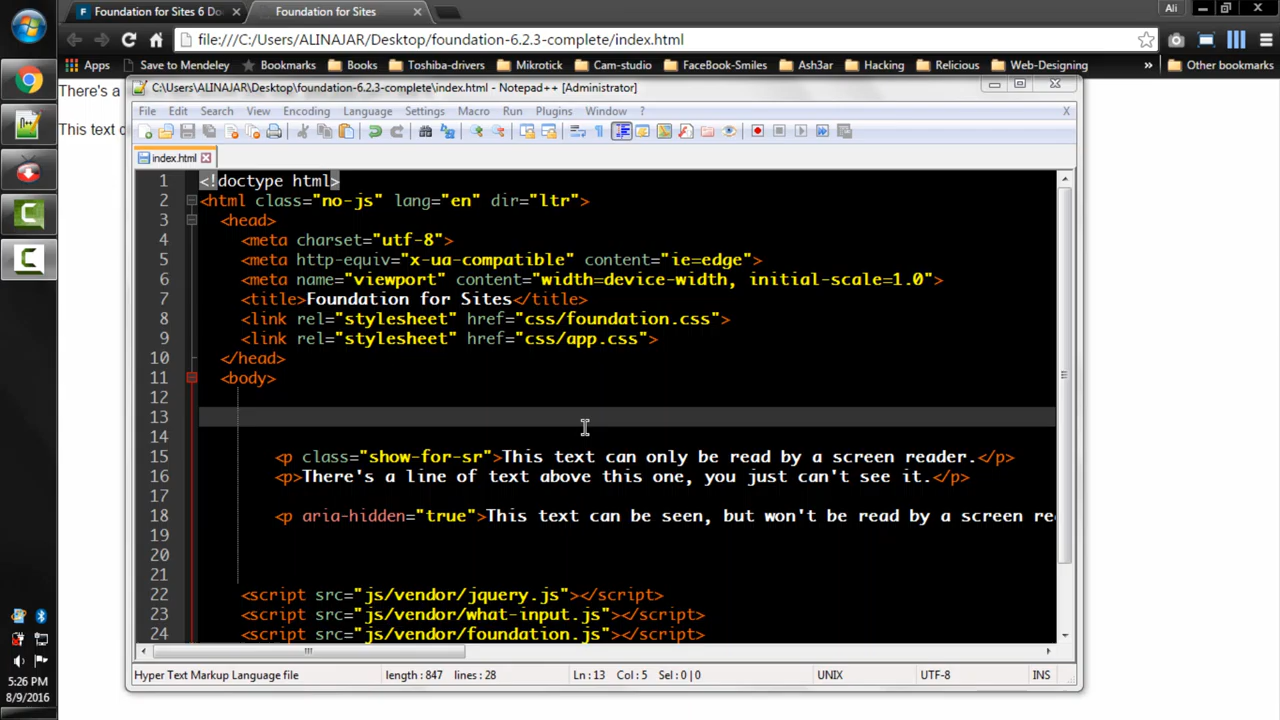 Foundation for Sites 6 Do
Foundation for Sites
Ali
file:///C:/Users/ALINAJAR/Desktop/foundation-6.2.3-complete/index.html
Apps
Save to Mendeley
Bookmarks
Books
Toshiba-drivers
Mikrotick
Cam-studio
FaceBook-Smiles
Ash3ar
Hacking
Relicious
Web-Designing
»
Other bookmarks
There's a
This text c
C:\Users\ALINAJAR\Desktop\foundation-6.2.3-complete\index.html - Notepad++ [Administrator]
File Edit Search View Encoding Language Settings Macro Run Plugins Window ? X
index.html
1 <!doctype html>
2 <html class="no-js" lang="en" dir="ltr">
3 <head>
4 <meta charset="utf-8">
5 <meta http-equiv="x-ua-compatible" content="ie=edge">
6 <meta name="viewport" content="width=device-width, initial-scale=1.0">
7 <title>Foundation for Sites</title>
8 <link rel="stylesheet" href="css/foundation.css">
9 <link rel="stylesheet" href="css/app.css">
10 </head>
11 <body>
12
13
14
15 <p class="show-for-sr">This text can only be read by a screen reader.</p>
16 <p>There's a line of text above this one, you just can't see it.</p>
17
18 <p aria-hidden="true">This text can be seen, but won't be read by a screen re
19
20
21
22 <script src="js/vendor/jquery.js"></script>
23 <script src="js/vendor/what-input.js"></script>
24 <script src="js/vendor/foundation.js"></script>
Hyper Text Markup Language file length : 847 lines : 28 Ln : 13 Col : 5 Sel : 0 | 0 UNIX UTF-8 INS
5:26 PM
8/9/2016